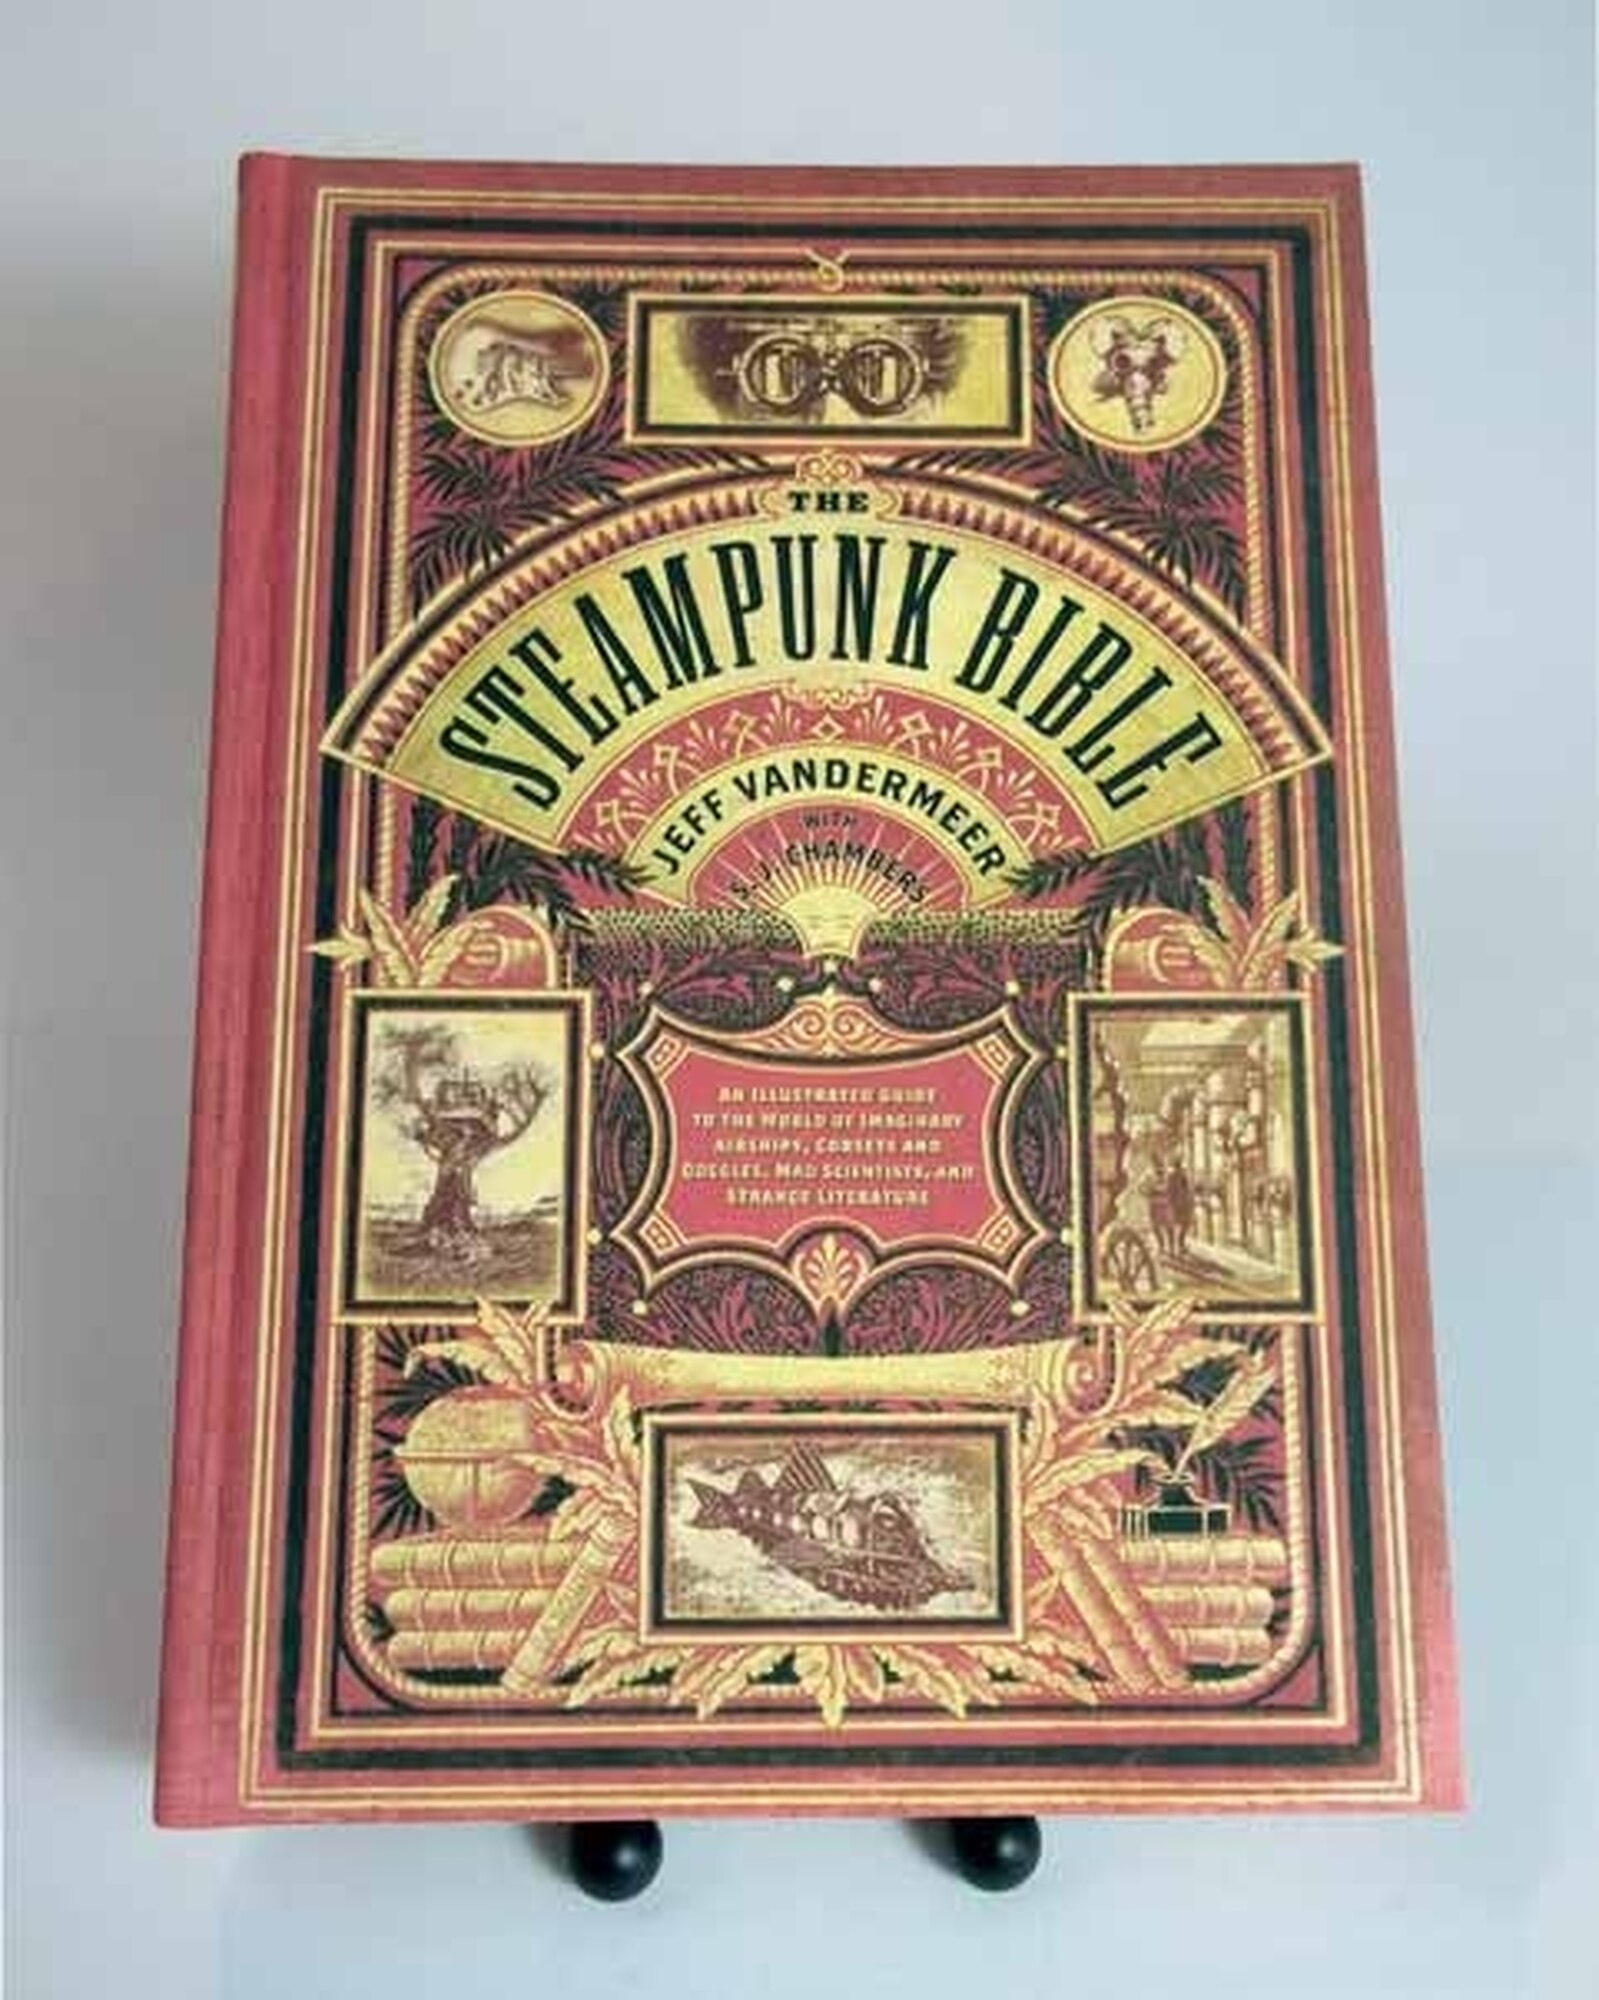 THE
STEAMPUNK BIBLE
JEFF VANDERMEER
WITH
S. J. CHAMBERS
AN ILLUSTRATED GUIDE
TO THE WORLD OF IMAGINARY
AIRSHIPS, CORSETS AND
GOGGLES, MAD SCIENTISTS, AND
STRANGE LITERATURE